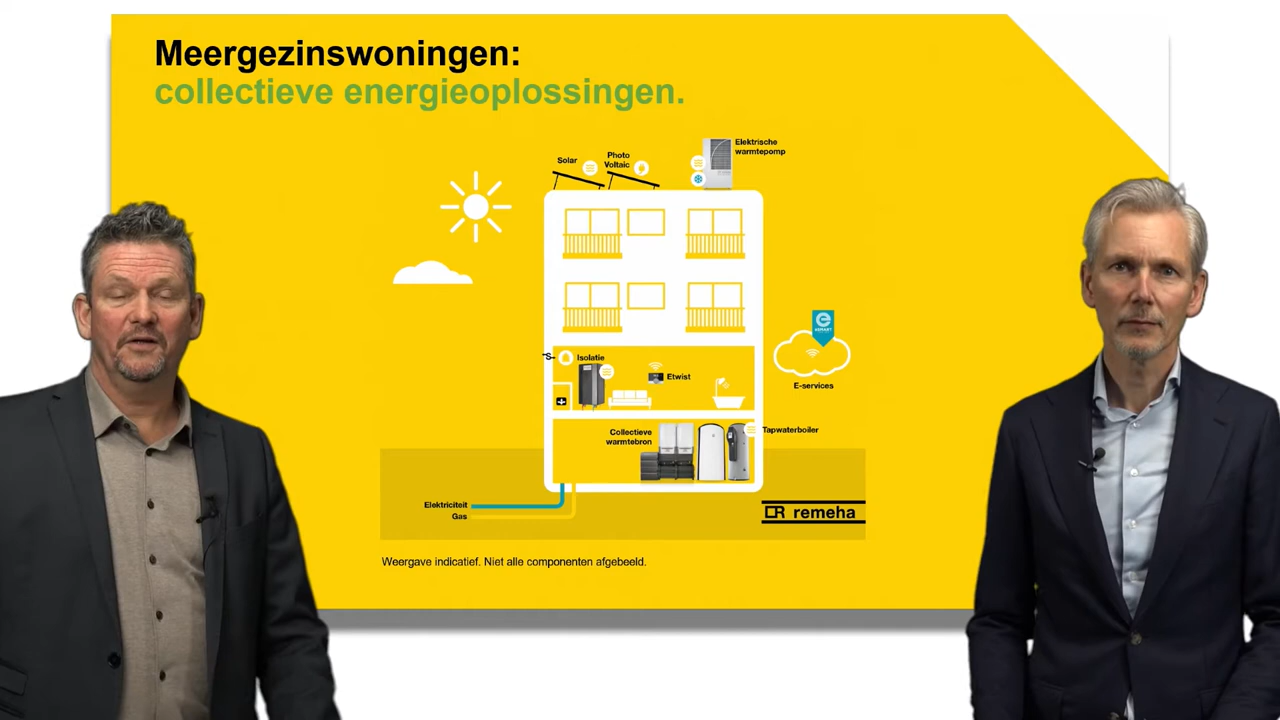 Meergezinswoningen:
collectieve energieoplossingen.
Elektrische
warmtepomp
Photo
Voltaic
Solar
e
eSMART
Isolatie
Etwist
E-services
Collectieve
warmtebron
Tapwaterboiler
Elektriciteit
Gas
remeha
Weergave indicatief. Niet alle componenten afgebeeld.